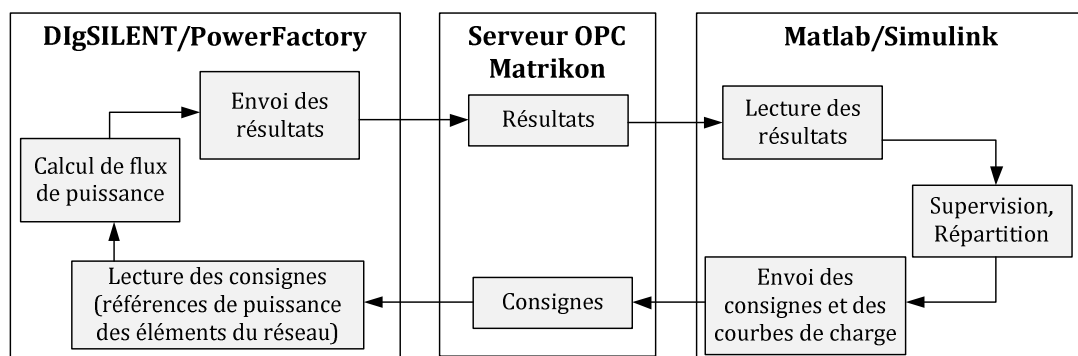 DIgSILENT/PowerFactory
Envoi des
résultats
Calcul de flux
de puissance
Lecture des consignes
(références de puissance
des éléments du réseau)
Serveur OPC
Matrikon
Résultats
Consignes
Matlab/Simulink
Lecture des
résultats
Supervision,
Répartition
Envoi des
consignes et des
courbes de charge